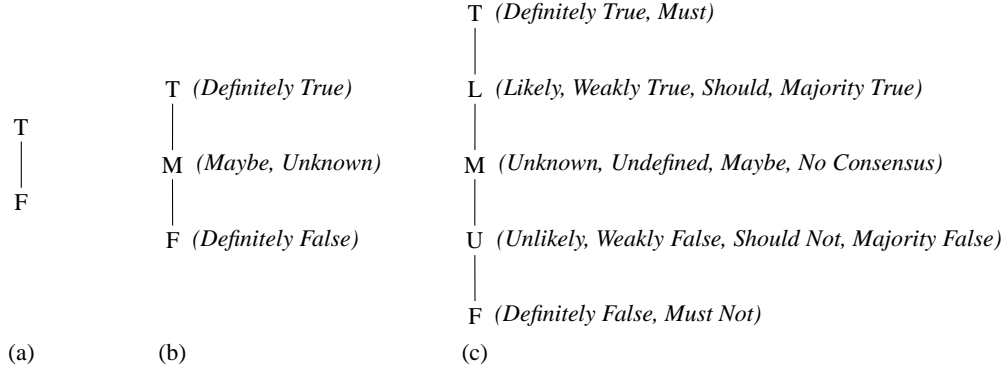 T (Definitely True, Must)
T (Definitely True)
L (Likely, Weakly True, Should, Majority True)
T
M (Maybe, Unknown)
M (Unknown, Undefined, Maybe, No Consensus)
F
F (Definitely False)
U (Unlikely, Weakly False, Should Not, Majority False)
F (Definitely False, Must Not)
(a)
(b)
(c)